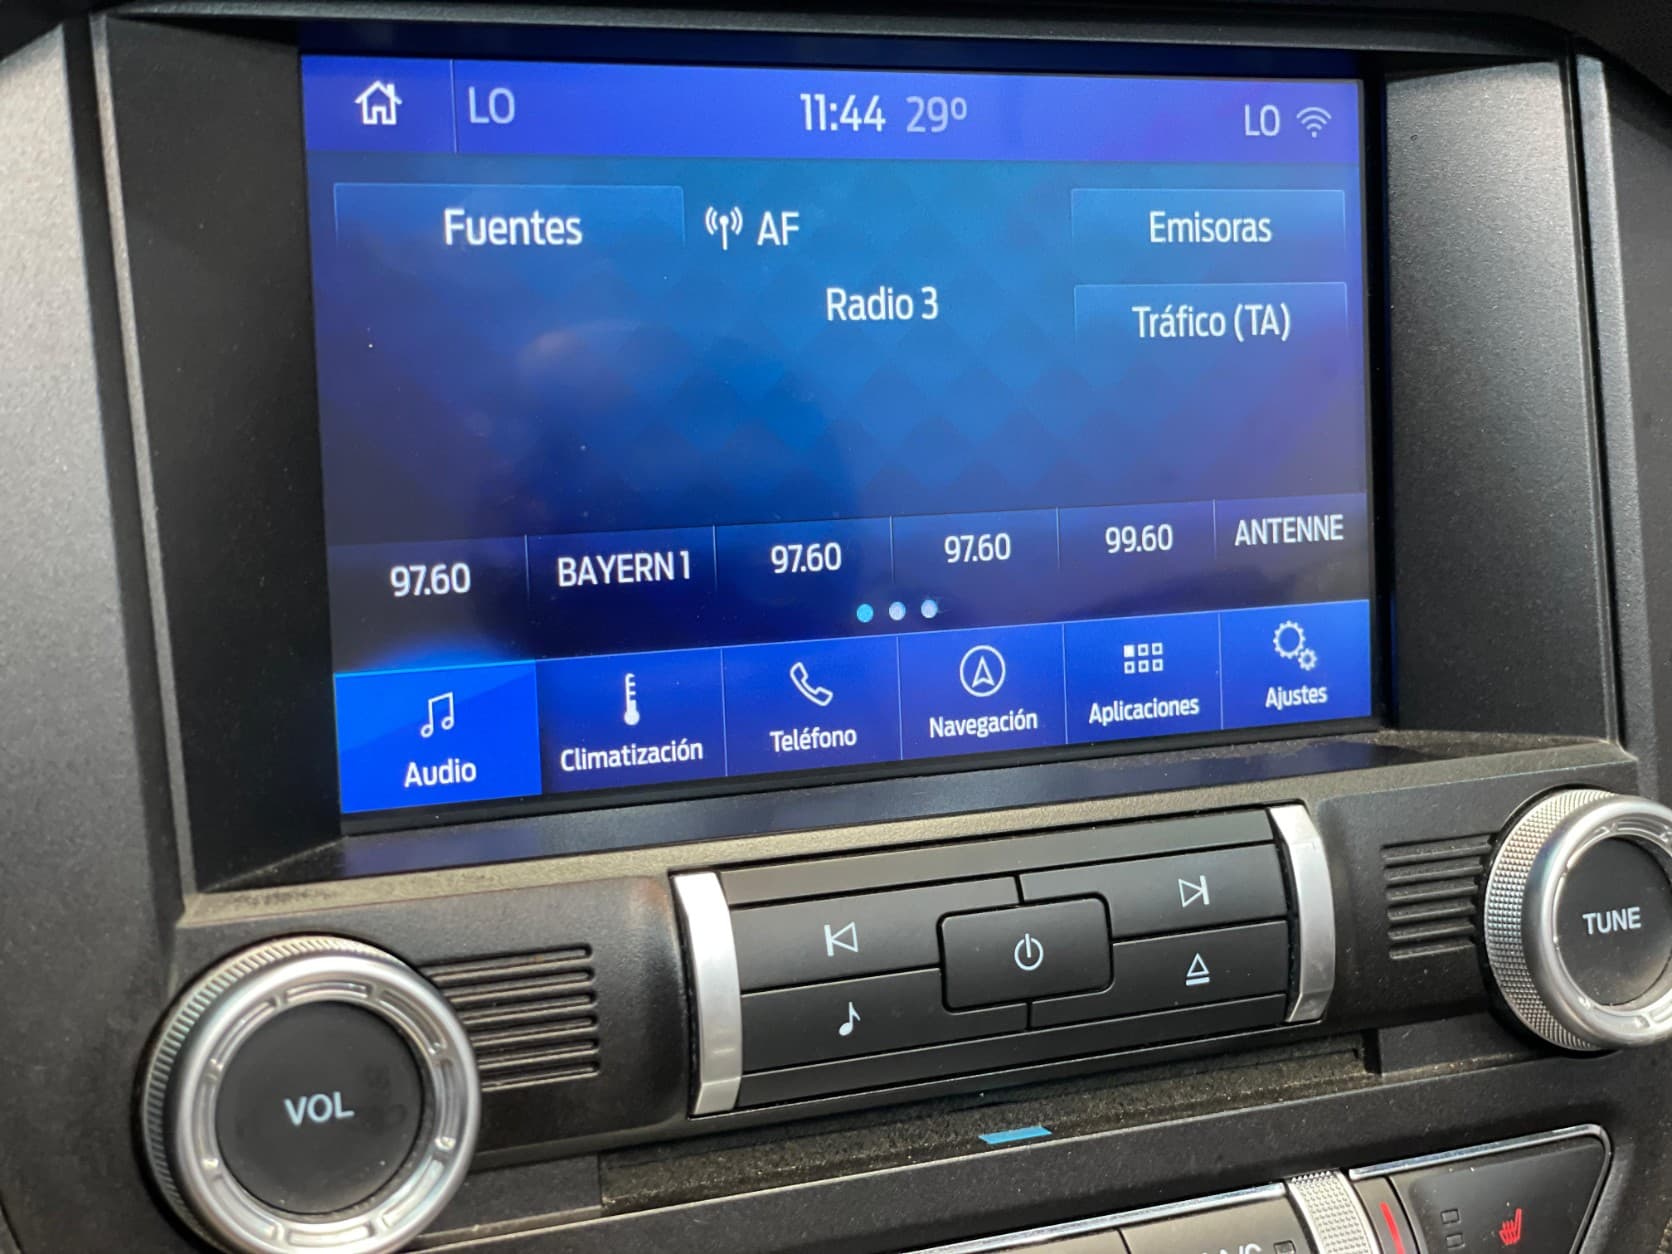 LO 11:44 29° LO
Fuentes AF Emisoras
Radio 3
Tráfico (TA)
97.60 BAYERN 1 97.60 97.60 99.60 ANTENNE
Audio Climatización Teléfono Navegación Aplicaciones Ajustes
TUNE
VOL